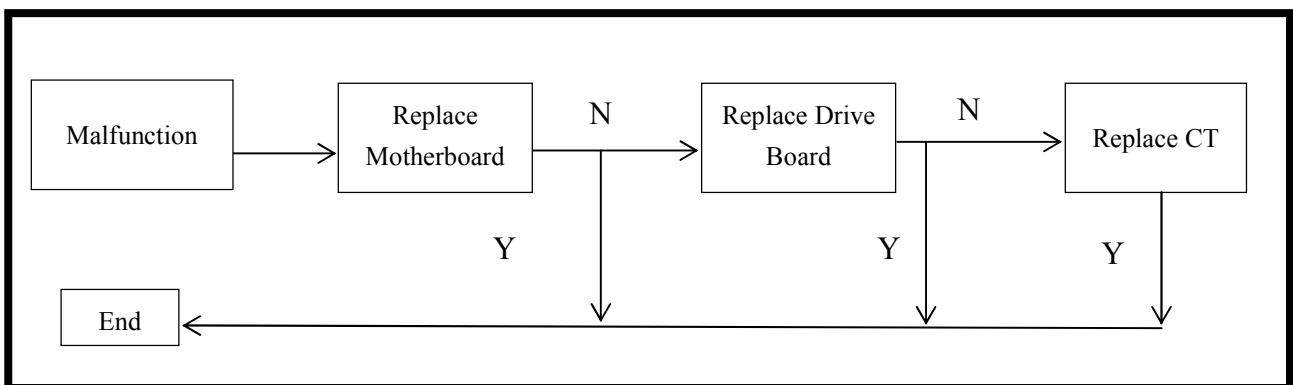 Malfunction
Replace
Motherboard
N
Replace Drive
Board
N
Replace CT
Y
Y
Y
End